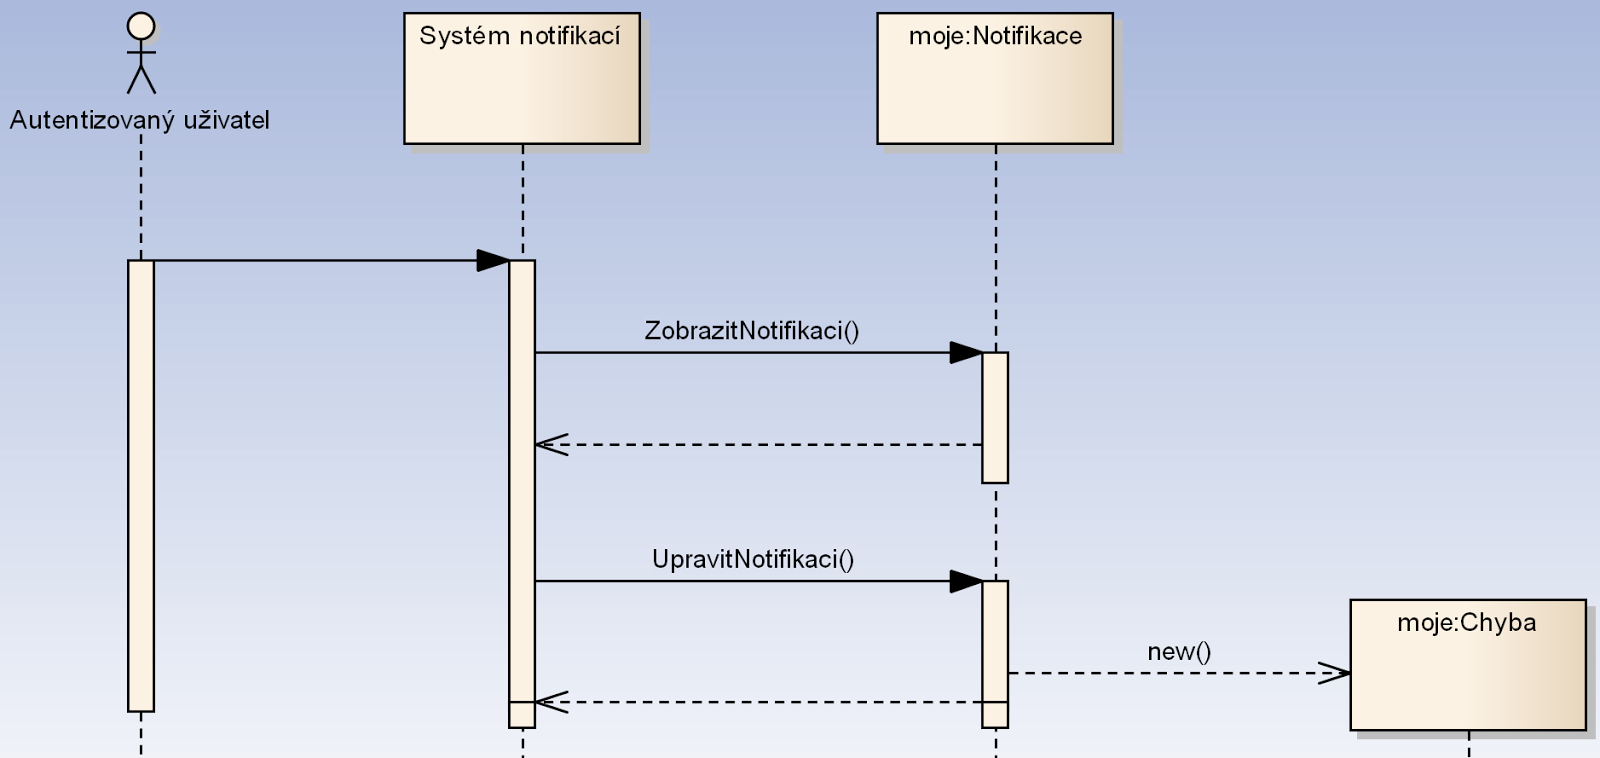 Autentizovaný uživatel
Systém notifikací
moje:Notifikace
ZobrazitNotifikaci()
UpravitNotifikaci()
moje:Chyba
new()